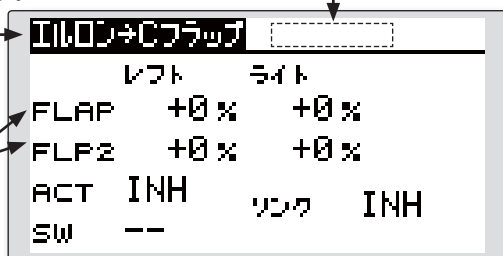 エルロン→Cフラップ
レフト ライト
FLAP +0% +0%
FLP2 +0% +0%
ACT INH リンク INH
SW --